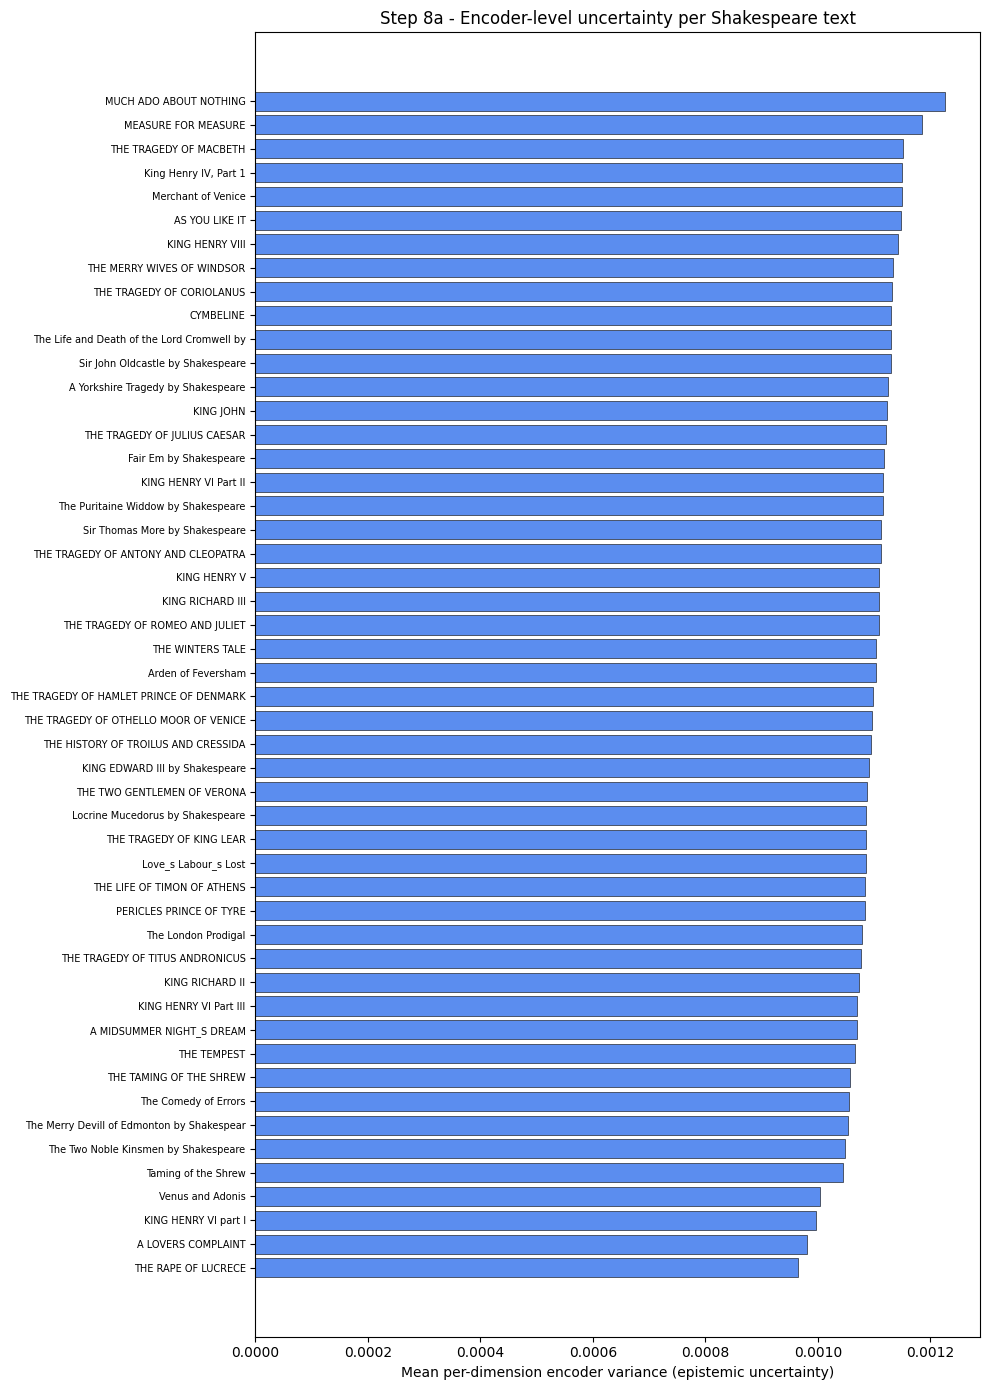 Step 8a - Encoder-level uncertainty per Shakespeare text
MUCH ADO ABOUT NOTHING
MEASURE FOR MEASURE
THE TRAGEDY OF MACBETH
King Henry IV, Part 1
Merchant of Venice
AS YOU LIKE IT
KING HENRY VIII
THE MERRY WIVES OF WINDSOR
THE TRAGEDY OF CORIOLANUS
CYMBELINE
The Life and Death of the Lord Cromwell by
Sir John Oldcastle by Shakespeare
A Yorkshire Tragedy by Shakespeare
KING JOHN
THE TRAGEDY OF JULIUS CAESAR
Fair Em by Shakespeare
KING HENRY VI Part II
The Puritaine Widdow by Shakespeare
Sir Thomas More by Shakespeare
THE TRAGEDY OF ANTONY AND CLEOPATRA
KING HENRY V
KING RICHARD III
THE TRAGEDY OF ROMEO AND JULIET
THE WINTERS TALE
Arden of Feversham
THE TRAGEDY OF HAMLET PRINCE OF DENMARK
THE TRAGEDY OF OTHELLO MOOR OF VENICE
THE HISTORY OF TROILUS AND CRESSIDA
KING EDWARD III by Shakespeare
THE TWO GENTLEMEN OF VERONA
Locrine Mucedorus by Shakespeare
THE TRAGEDY OF KING LEAR
Love_s Labour_s Lost
THE LIFE OF TIMON OF ATHENS
PERICLES PRINCE OF TYRE
The London Prodigal
THE TRAGEDY OF TITUS ANDRONICUS
KING RICHARD II
KING HENRY VI Part III
A MIDSUMMER NIGHT_S DREAM
THE TEMPEST
THE TAMING OF THE SHREW
The Comedy of Errors
The Merry Devill of Edmonton by Shakespear
The Two Noble Kinsmen by Shakespeare
Taming of the Shrew
Venus and Adonis
KING HENRY VI part I
A LOVERS COMPLAINT
THE RAPE OF LUCRECE
0.0000 0.0002 0.0004 0.0006 0.0008 0.0010 0.0012
Mean per-dimension encoder variance (epistemic uncertainty)